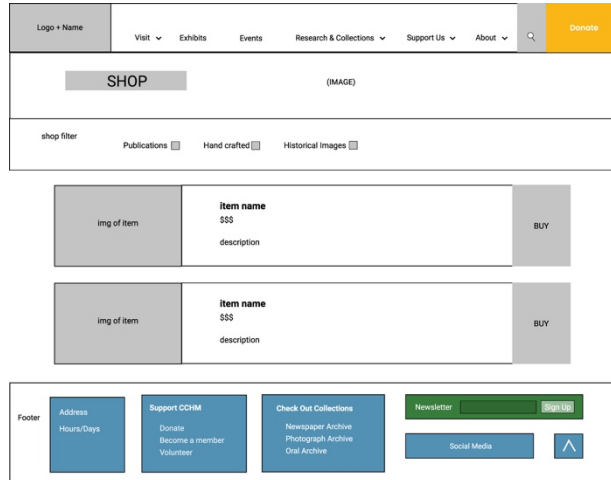 Logo + Name
Visit
Exhibits
Events
Research & Collections
Support Us
About
Donate
SHOP
(IMAGE)
shop filter
Publications
Hand crafted
Historical Images
img of item
item name
$$$
description
BUY
img of item
item name
$$$
description
BUY
Footer
Address
Hours/Days
Support CCHM
Donate
Become a member
Volunteer
Check Out Collections
Newspaper Archive
Photograph Archive
Oral Archive
Newsletter
Sign Up
Social Media